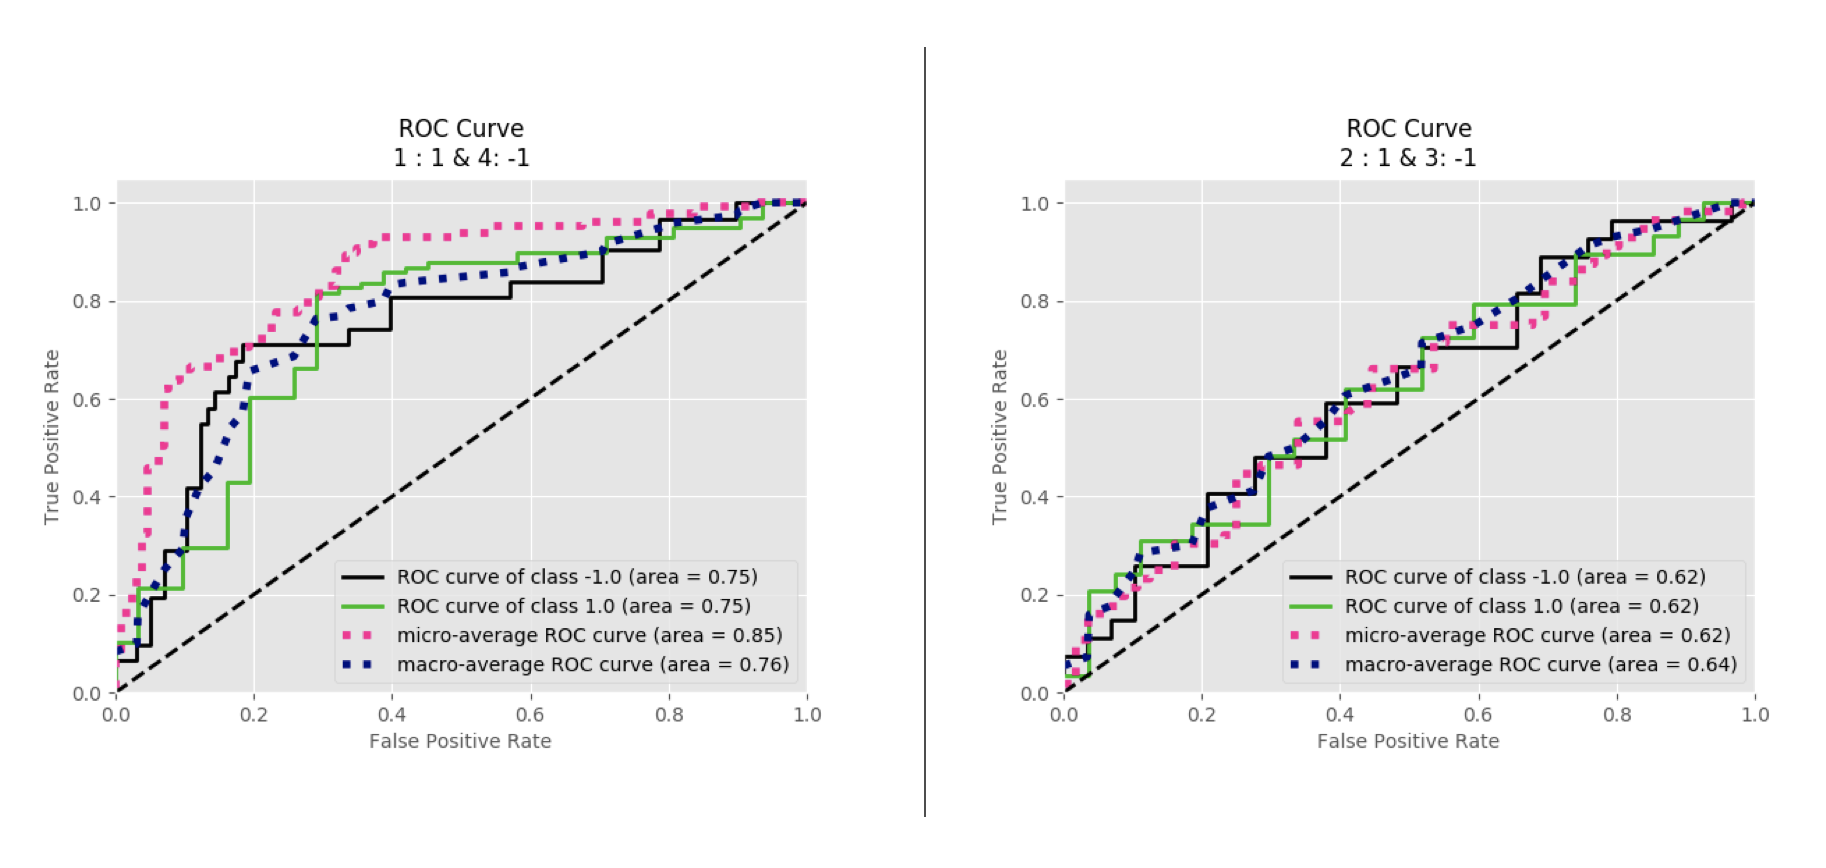 ROC Curve
1 : 1 & 4: -1
True Positive Rate
1.0
0.8
0.6
0.4
0.2
0.0
ROC curve of class -1.0 (area = 0.75)
ROC curve of class 1.0 (area = 0.75)
micro-average ROC curve (area = 0.85)
macro-average ROC curve (area = 0.76)
0.0 0.2 0.4 0.6 0.8 1.0
False Positive Rate
ROC Curve
2 : 1 & 3: -1
True Positive Rate
1.0
0.8
0.6
0.4
0.2
0.0
ROC curve of class -1.0 (area = 0.62)
ROC curve of class 1.0 (area = 0.62)
micro-average ROC curve (area = 0.62)
macro-average ROC curve (area = 0.64)
0.0 0.2 0.4 0.6 0.8 1.0
False Positive Rate